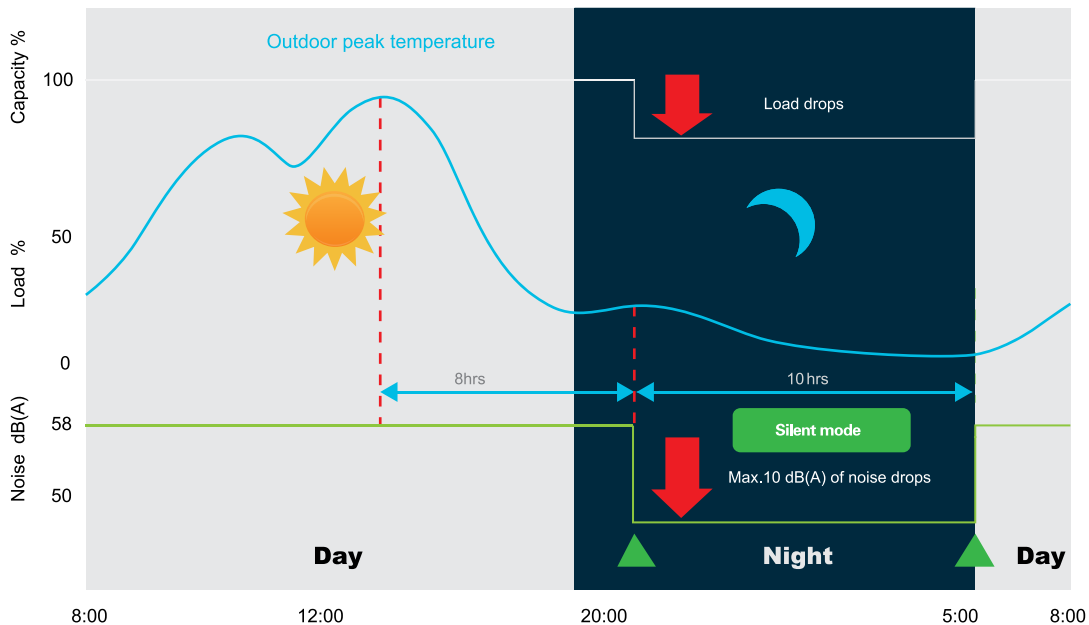 Outdoor peak temperature
Capacity %
100
Load drops
50
Load %
0
8hrs
10 hrs
Noise dB(A)
58
Silent mode
Max.10 dB(A) of noise drops
50
Day
Night
Day
8:00
12:00
20:00
5:00
8:00